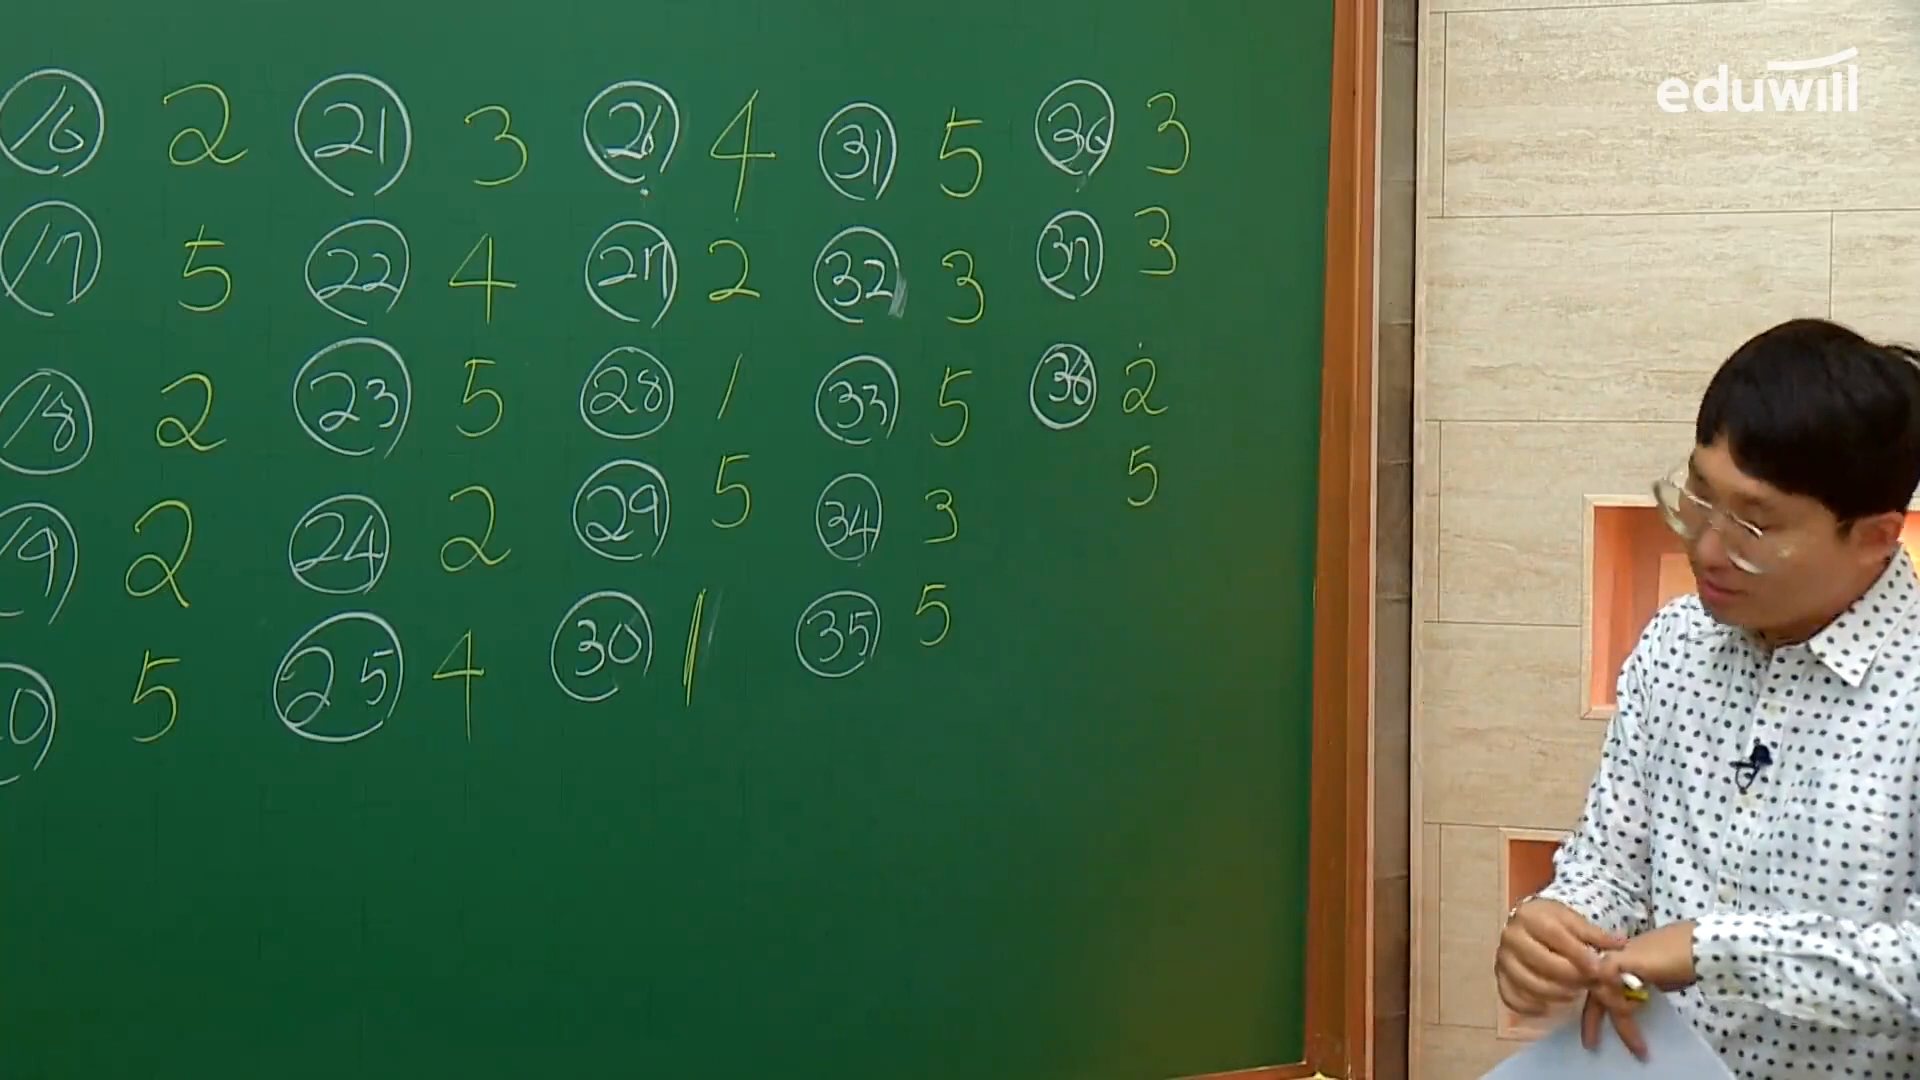 eduwill
16 2 21 3 26 4 31 5 36 3
17 5 22 4 27 2 32 3 37 3
18 2 23 5 28 1 33 5 38 2
5
19 2 24 2 29 5 34 3
0 5 25 4 30 1 35 5